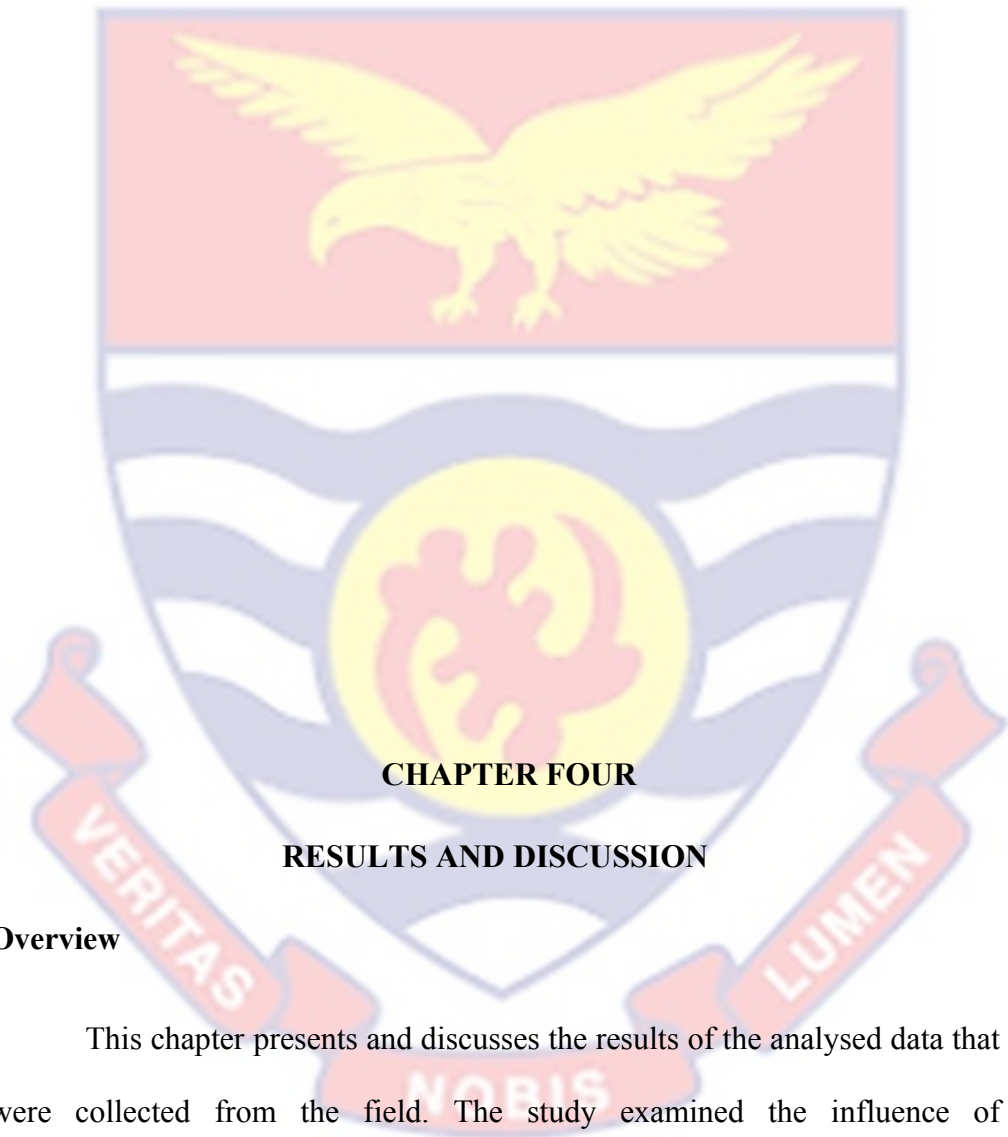 CHAPTER FOUR
RESULTS AND DISCUSSION
Overview
This chapter presents and discusses the results of the analysed data that
were collected from the field. The study examined the influence of
VERITAS
NOBIS
LUMEN